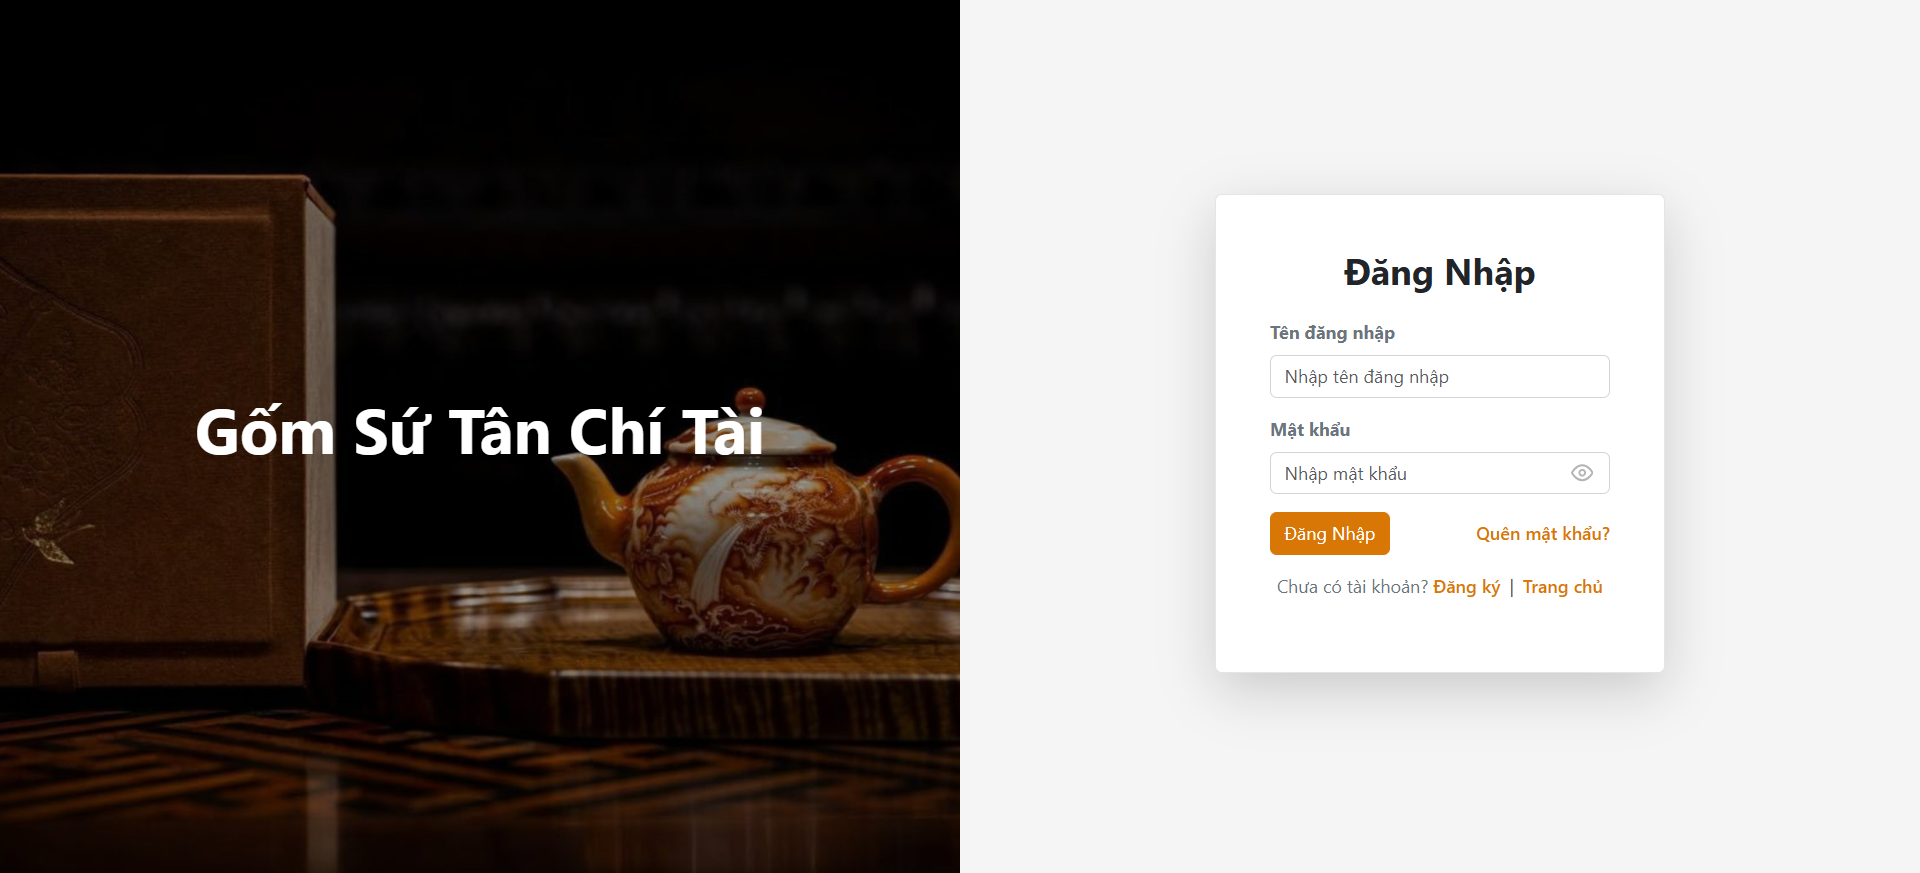 Gốm Sứ Tân Chí Tài
Đăng Nhập
Tên đăng nhập
Nhập tên đăng nhập
Mật khẩu
Nhập mật khẩu
Đăng Nhập
Quên mật khẩu?
Chưa có tài khoản? Đăng ký | Trang chủ